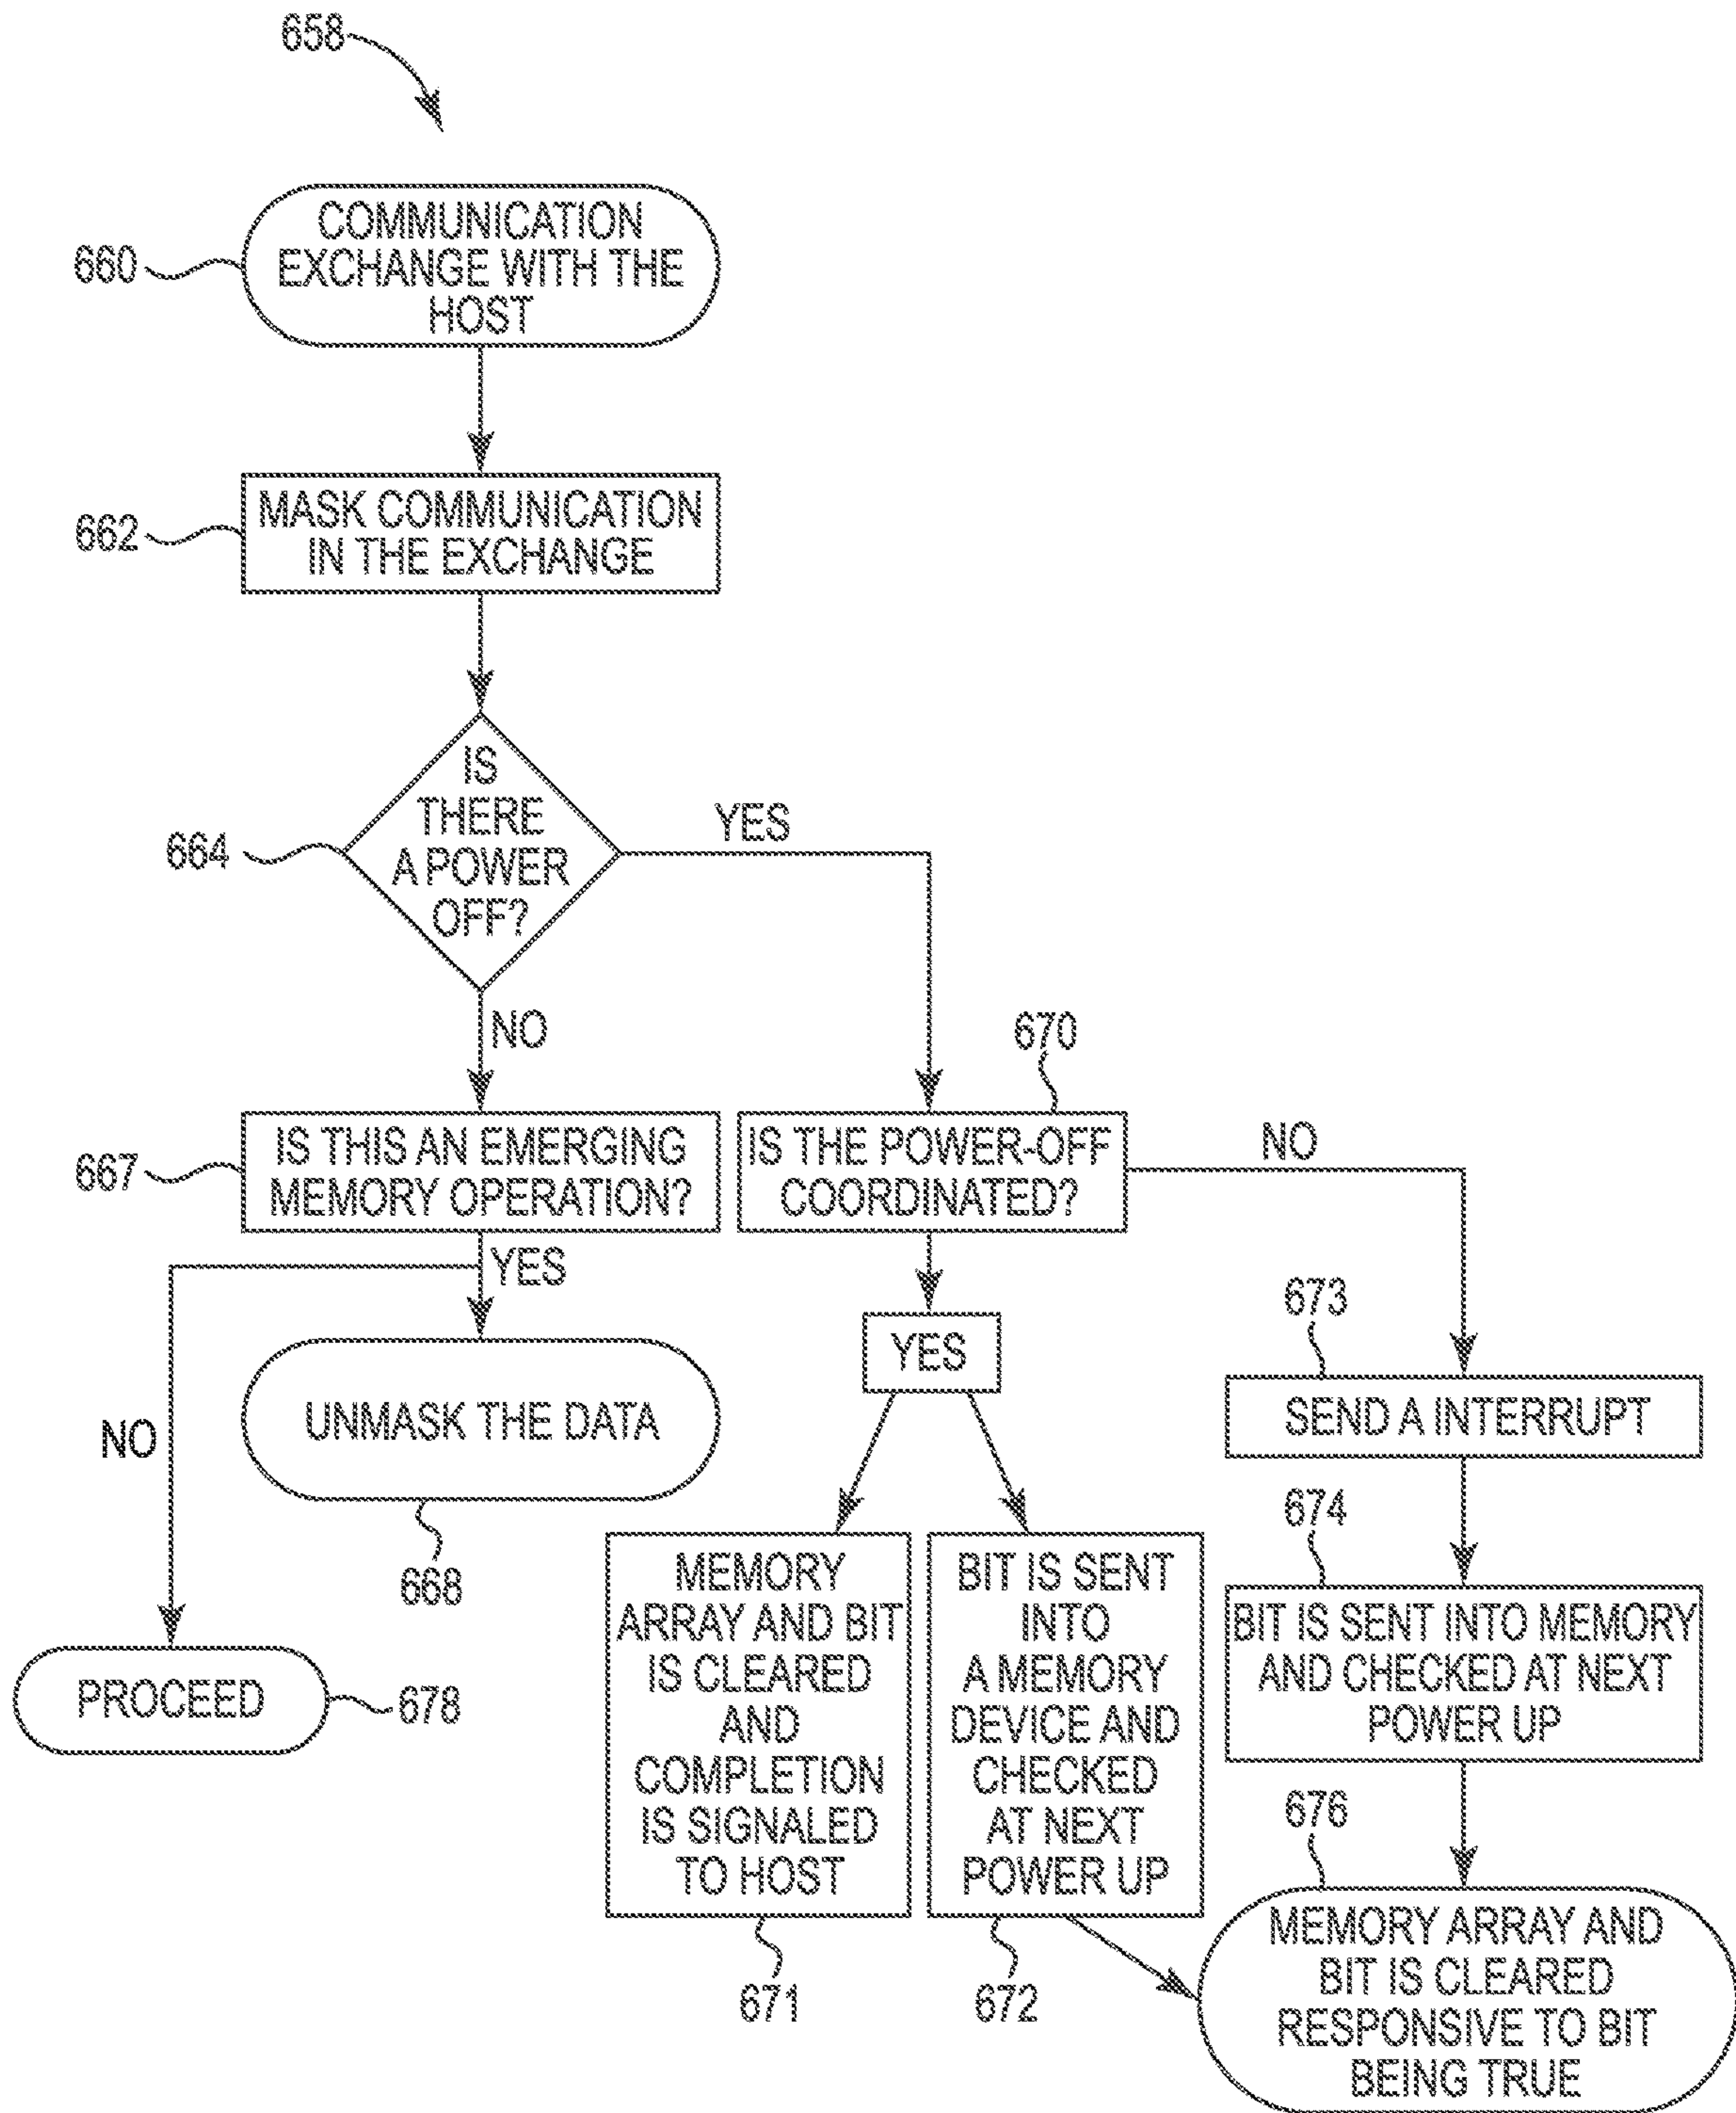 658
COMMUNICATION
EXCHANGE WITH THE
HOST
660
MASK COMMUNICATION
IN THE EXCHANGE
662
IS
THERE
A POWER
OFF?
664
YES
NO
670
IS THIS AN EMERGING
MEMORY OPERATION?
667
IS THE POWER-OFF
COORDINATED?
NO
YES
NO
UNMASK THE DATA
668
PROCEED
678
YES
673
SEND A INTERRUPT
674
MEMORY
ARRAY AND BIT
IS CLEARED
AND
COMPLETION
IS SIGNALED
TO HOST
671
BIT IS SENT
INTO
A MEMORY
DEVICE AND
CHECKED
AT NEXT
POWER UP
672
BIT IS SENT INTO MEMORY
AND CHECKED AT NEXT
POWER UP
676
MEMORY ARRAY AND
BIT IS CLEARED
RESPONSIVE TO BIT
BEING TRUE